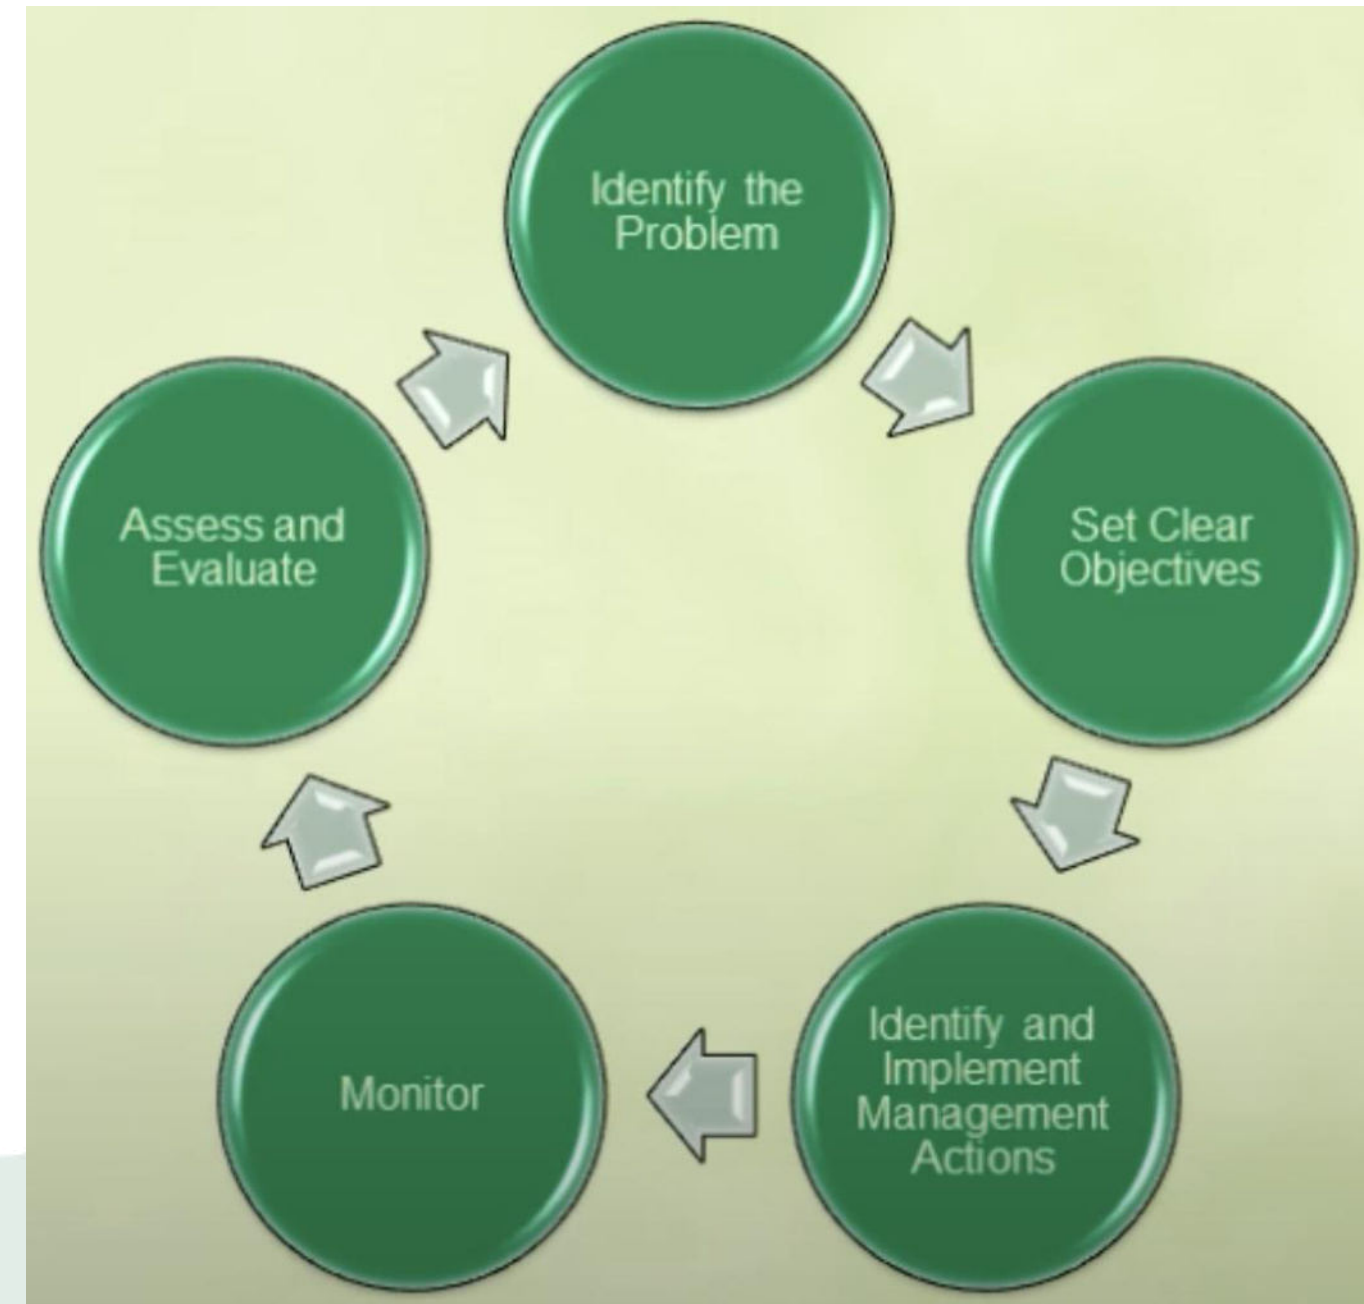 Identify the
Problem
Set Clear
Objectives
Identify and
Implement
Management
Actions
Monitor
Assess and
Evaluate